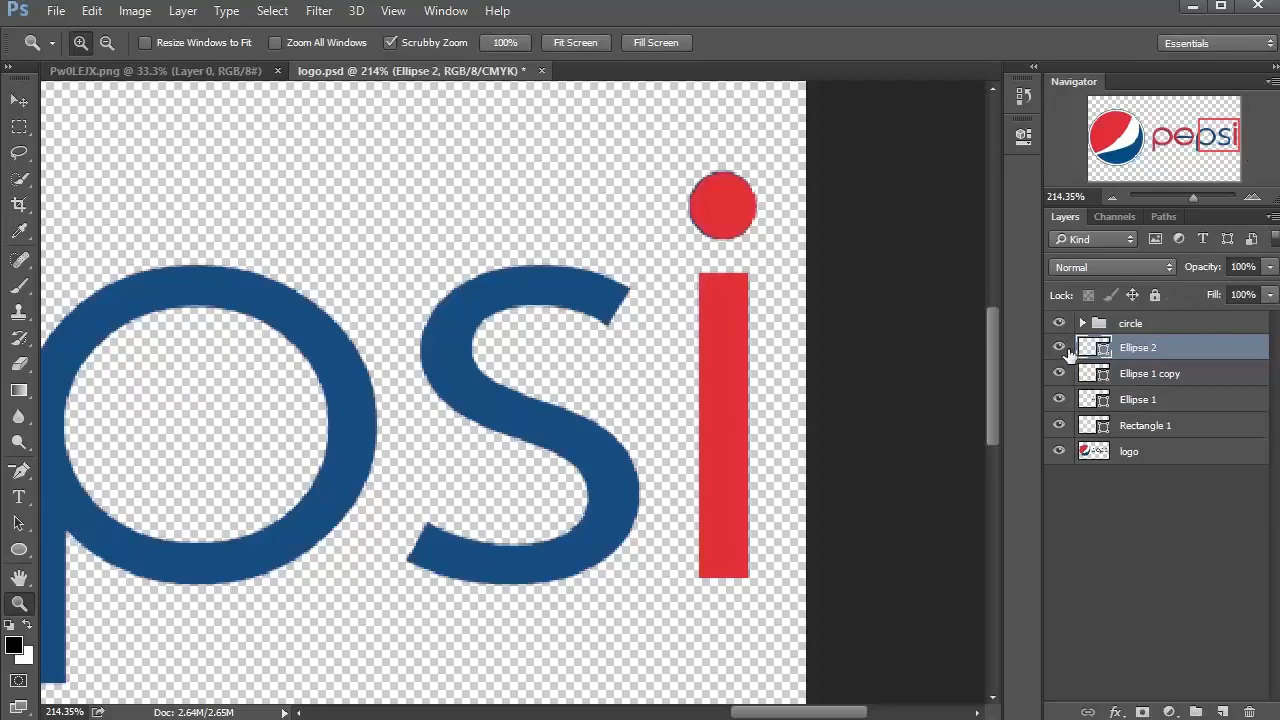 Ps File Edit Image Layer Type Select Filter 3D View Window Help
Resize Windows to Fit Zoom All Windows Scrubby Zoom 100% Fit Screen Fill Screen Essentials
Pw0LEJX.png @ 33.3% (Layer 0, RGB/8#) × logo.psd @ 214% (Ellipse 2, RGB/8/CMYK) * ×
Navigator
pepsi
214.35%
Layers Channels Paths
Kind
Normal Opacity: 100%
Lock: Fill: 100%
circle
Ellipse 2
Ellipse 1 copy
Ellipse 1
Rectangle 1
logo
psi
214.35% Doc: 2.64M/2.65M
fx